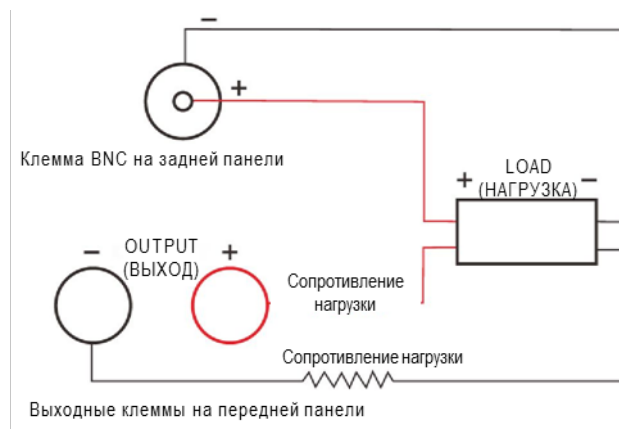 −
+
Клемма BNC на задней панели
LOAD
+ (НАГРУЗКА) −
− OUTPUT +
(ВЫХОД)
Сопротивление
нагрузки
Сопротивление нагрузки
Выходные клеммы на передней панели